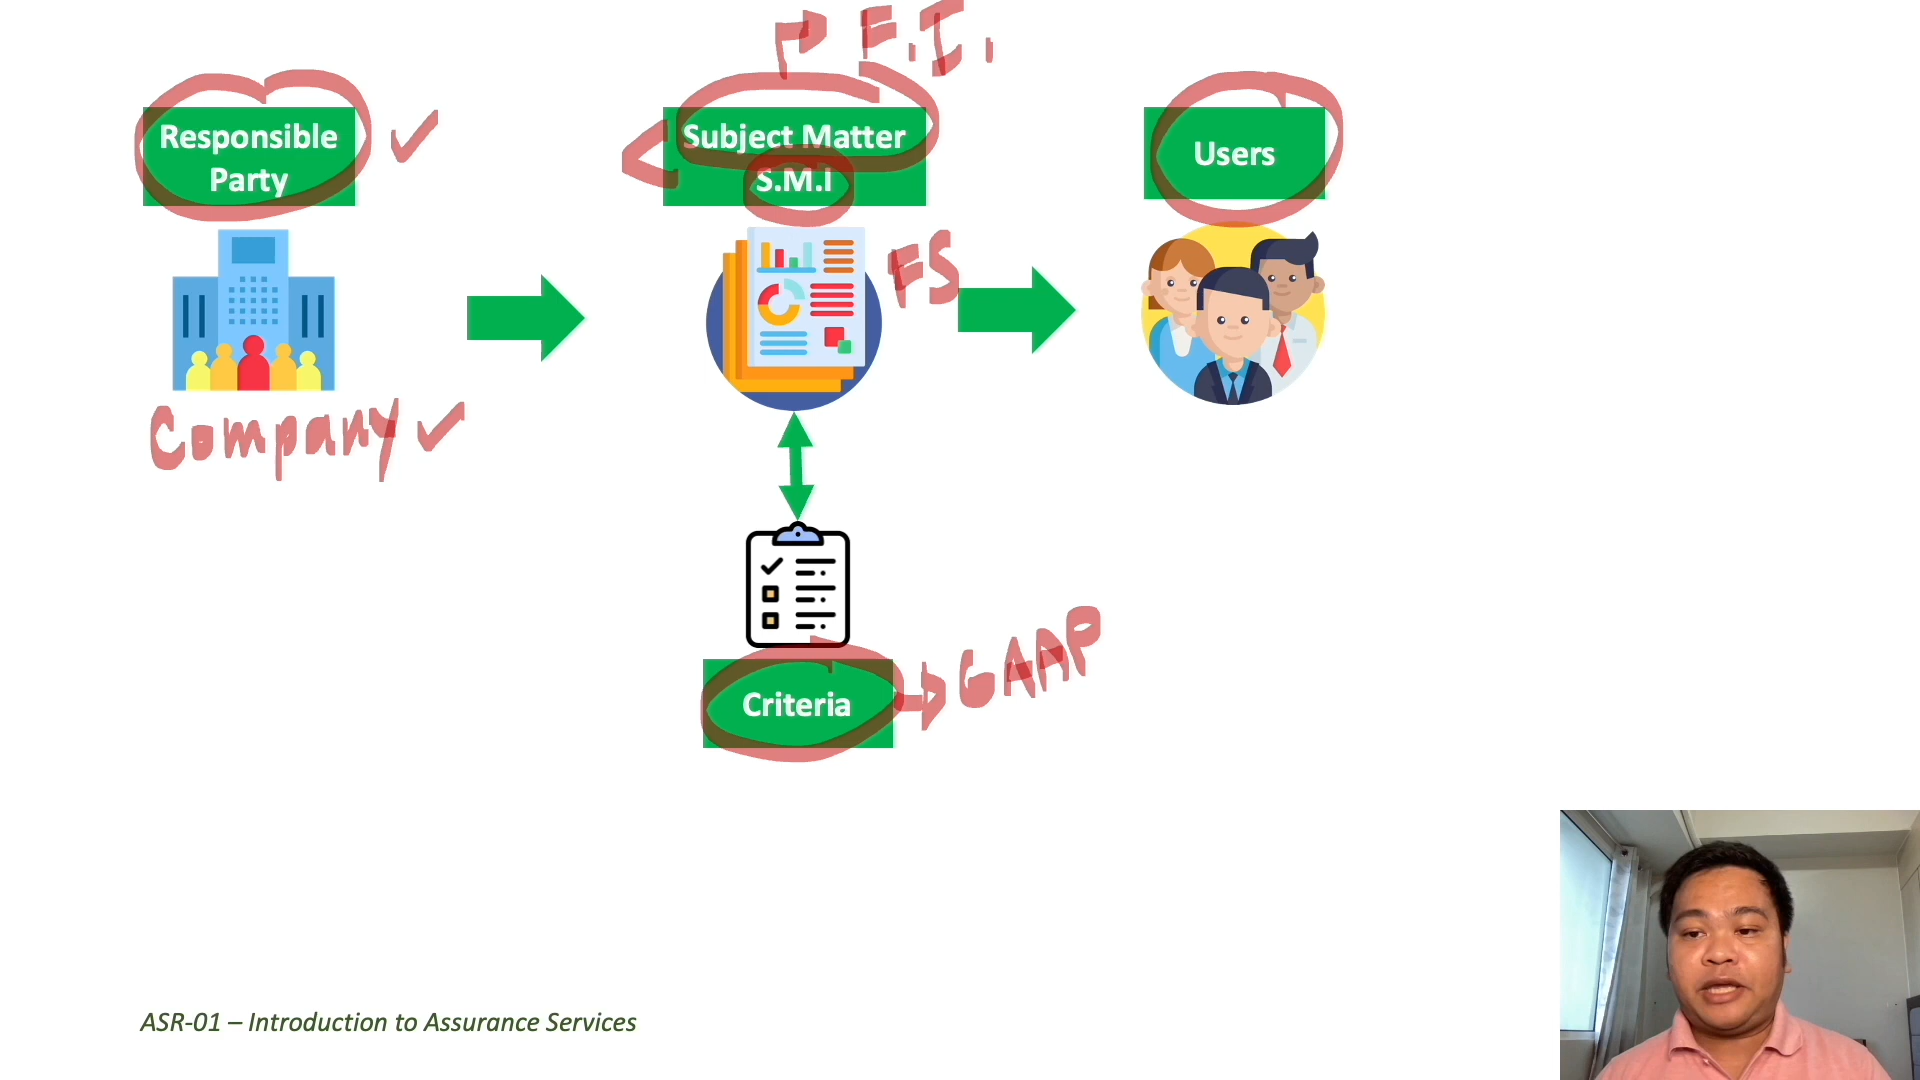 F.I.
Responsible
Party
Subject Matter
S.M.I
Users
FS
Company
Criteria
GAAP
ASR-01 – Introduction to Assurance Services